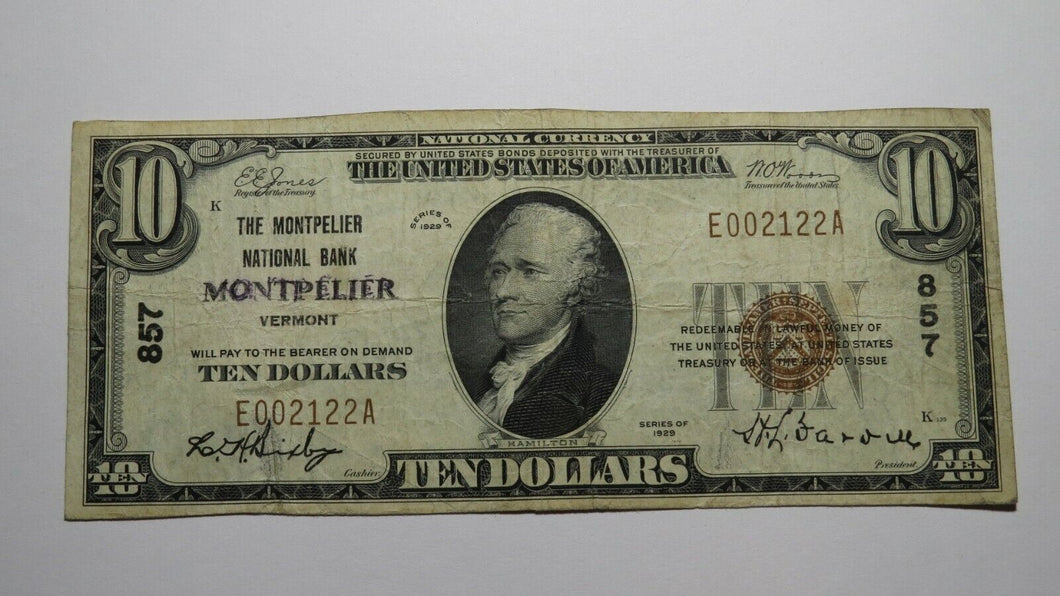 NATIONAL CURRENCY
SECURED BY UNITED STATES BONDS DEPOSITED WITH THE TREASURER OF
THE UNITED STATES OF AMERICA
10
10
E E Jones
Register of the Treasury.
W.O. Woods
Treasurer of the United States.
K
THE MONTPELIER
NATIONAL BANK
MONTPELIER
VERMONT
SERIES OF
1929
E002122A
857
857
WILL PAY TO THE BEARER ON DEMAND
TEN DOLLARS
E002122A
TEN
REDEEMABLE IN LAWFUL MONEY OF
THE UNITED STATES AT UNITED STATES
TREASURY OR AT THE BANK OF ISSUE
Cashier.
HAMILTON
SERIES OF
1929
K
President.
10 TEN
TEN DOLLARS
10 TEN